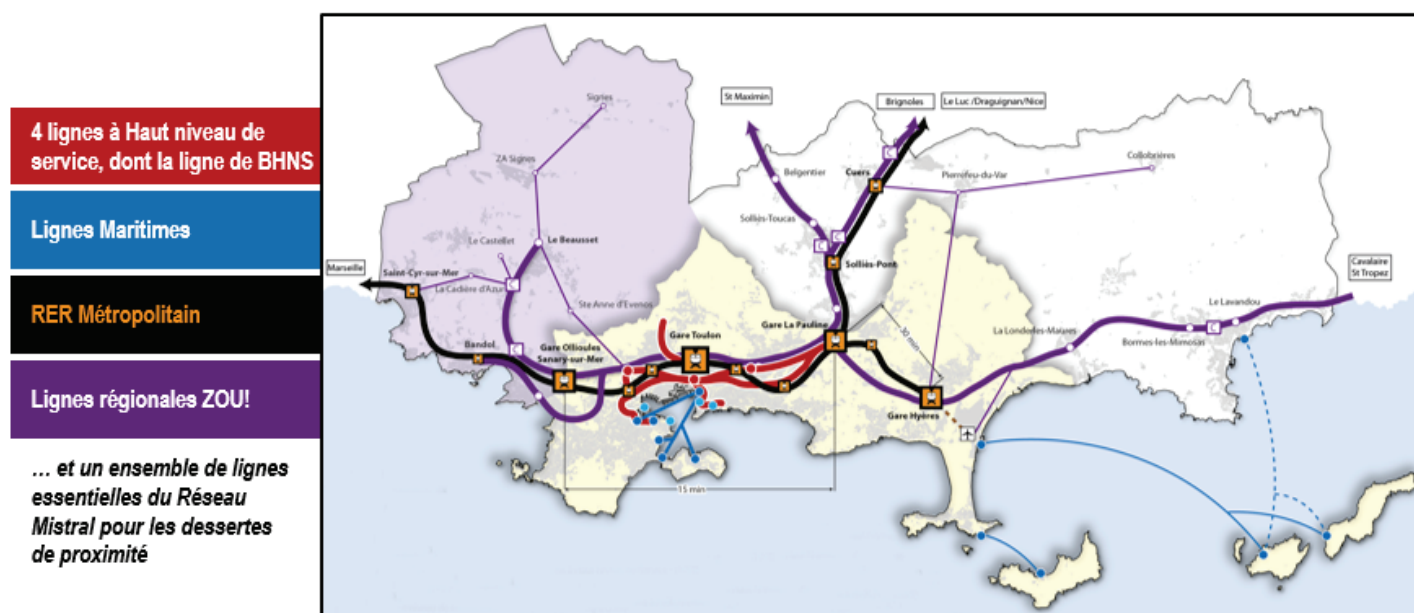 4 lignes à Haut niveau de
service, dont la ligne de BHNS
Lignes Maritimes
RER Métropolitain
Lignes régionales ZOU!
... et un ensemble de lignes
essentielles du Réseau
Mistral pour les dessertes
de proximité
Signes
St Maximin
Brignoles
Le Luc /Draguignan/Nice
ZA Signes
Belgentier
Cuers
Pierrefeu-du-Var
Collobrières
Solliès-Toucas
Le Castellet
Le Beausset
Marseille
Saint-Cyr-sur-Mer
La Cadière d'Azur
Solliès-Pont
Cavalaire
St Tropez
Ste Anne d'Evenos
Le Lavandou
Bandol
Gare Ollioules
Sanary-sur-Mer
Gare Toulon
Gare La Pauline
30 min
La Londe-les-Maures
Bormes-les-Mimosas
Gare Hyères
15 min